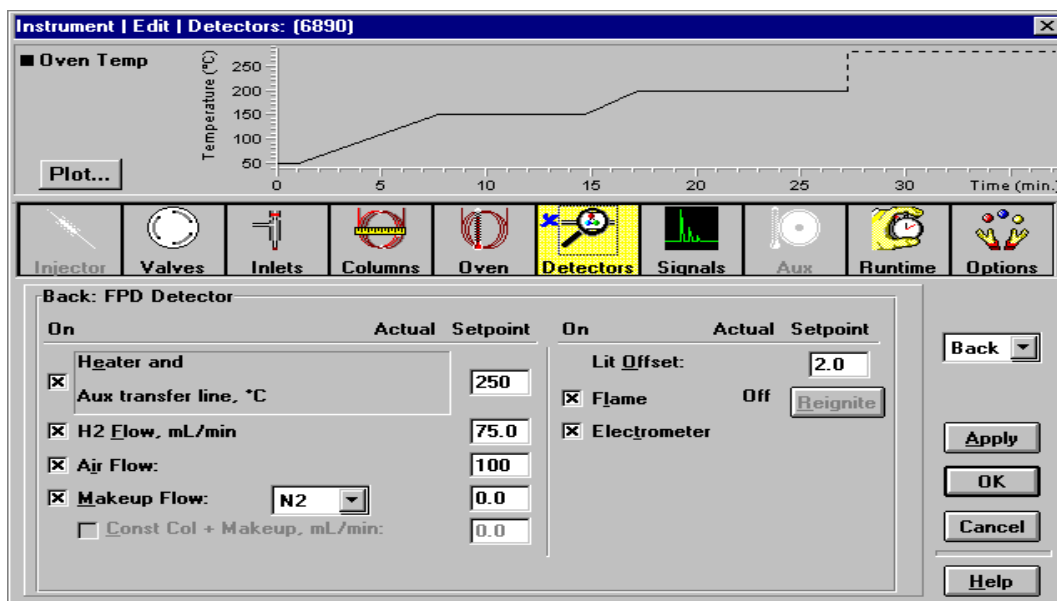 Instrument | Edit | Detectors: (6890)
Oven Temp
Temperature (°C)
250
200
150
100
50
Plot...
0 5 10 15 20 25 30 Time (min.)
Injector Valves Inlets Columns Oven Detectors Signals Aux Runtime Options
Back: FPD Detector
On Actual Setpoint On Actual Setpoint
Heater and
Aux transfer line, °C
250
Lit Offset: 2.0
Flame Off Reignite
H2 Flow, mL/min 75.0 Electrometer
Air Flow: 100
Makeup Flow: N2 0.0
Const Col + Makeup, mL/min: 0.0
Back
Apply
OK
Cancel
Help